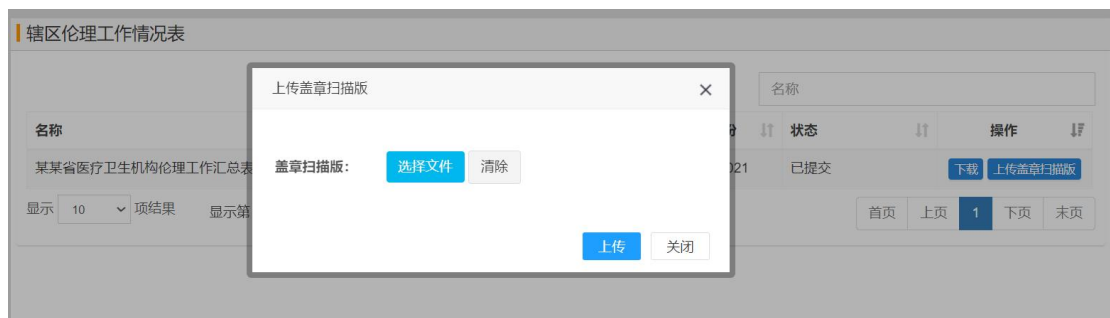 辖区伦理工作情况表
上传盖章扫描版
×
名称
名称
状态
操作
某某省医疗卫生机构伦理工作汇总表
盖章扫描版：
选择文件
清除
021
已提交
下载
上传盖章扫描版
显示 10 项结果
显示第
首页
上页
1
下页
末页
上传
关闭